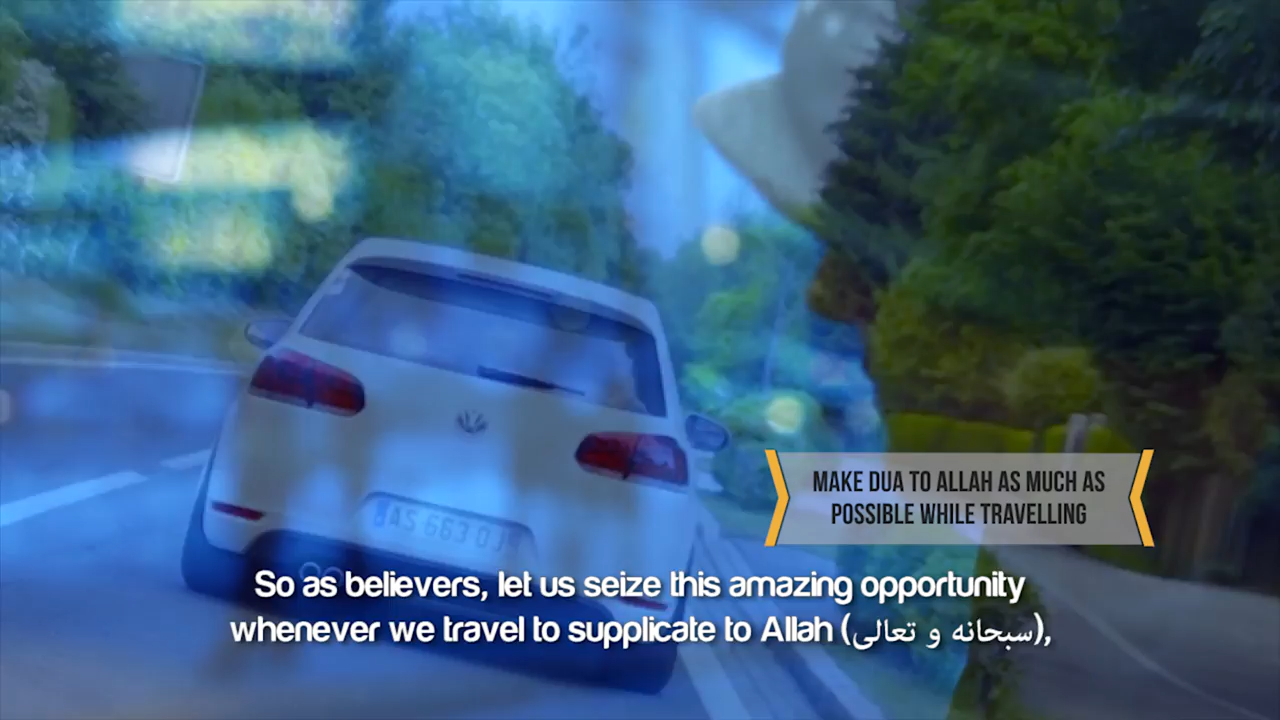 MAKE DUA TO ALLAH AS MUCH AS
POSSIBLE WHILE TRAVELLING
So as believers, let us seize this amazing opportunity
whenever we travel to supplicate to Allah (سبحانه و تعالى),